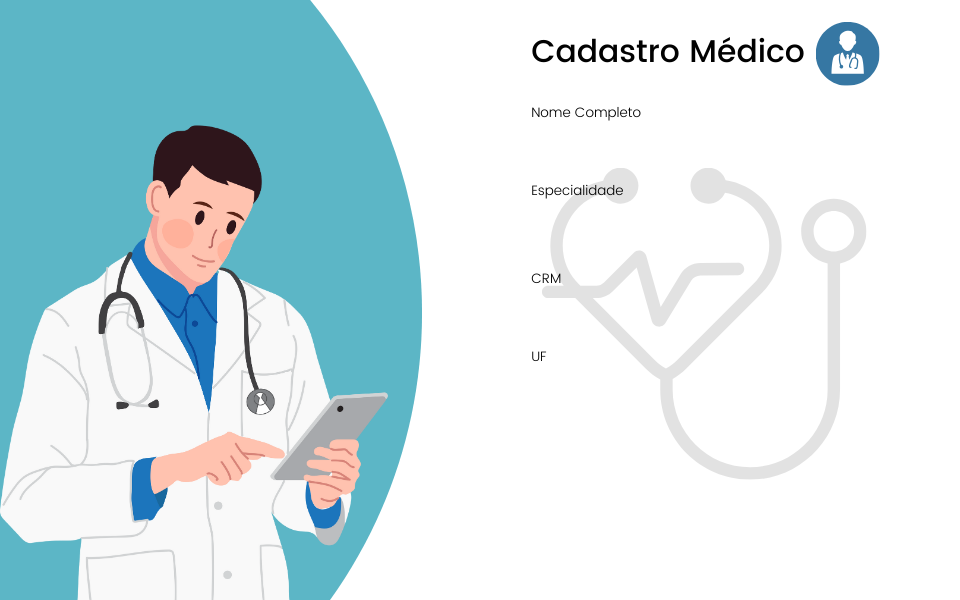 Cadastro Médico
Nome Completo
Especialidade
CRM
UF